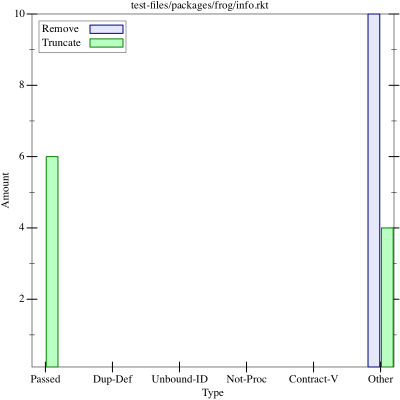 test-files/packages/frog/info.rkt
10
Remove
Truncate
8
6
4
2
Amount
Passed Dup-Def Unbound-ID Not-Proc Contract-V Other
Type